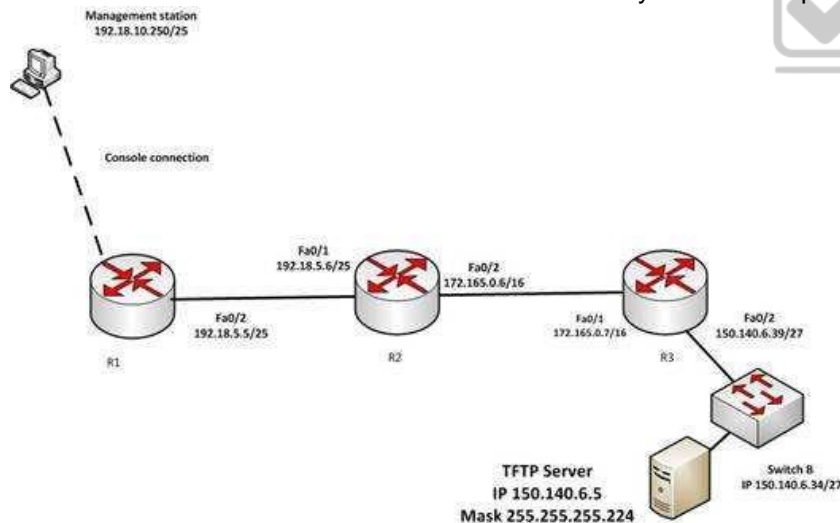 Management station
192.18.10.250/25
Console connection
Fa0/1
192.18.5.6/25
Fa0/2
172.165.0.6/16
Fa0/2
192.18.5.5/25
Fa0/1
172.165.0.7/16
Fa0/2
150.140.6.39/27
R1
R2
R3
TFTP Server
IP 150.140.6.5
Mask 255.255.255.224
Switch B
IP 150.140.6.34/27